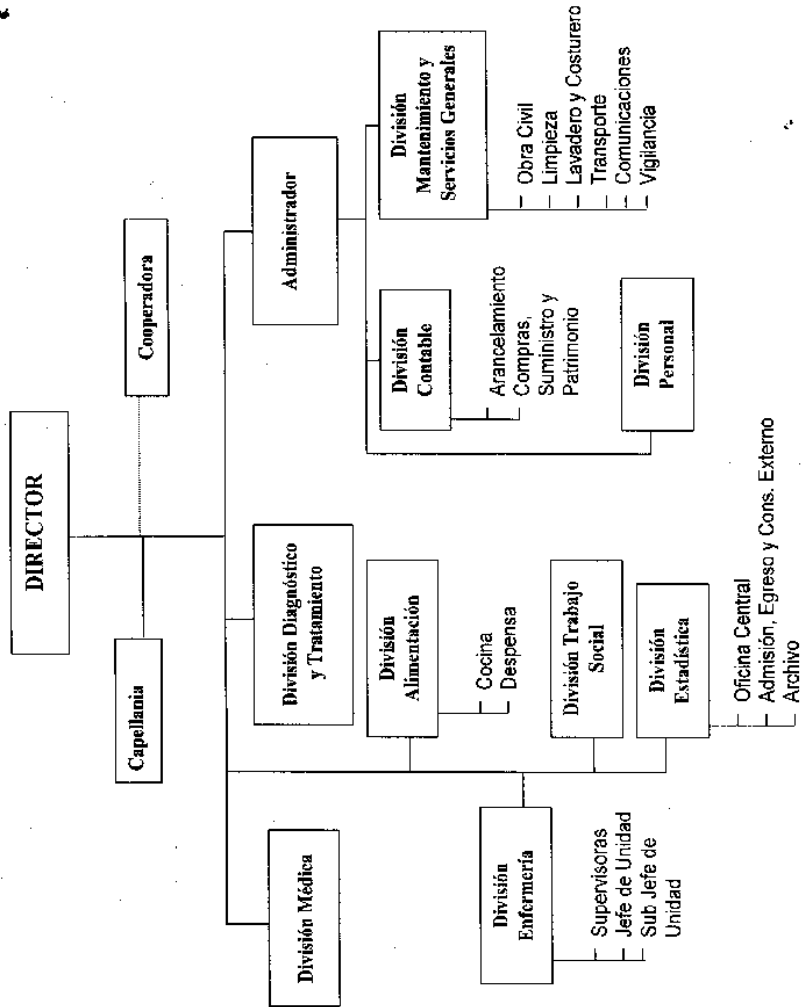 DIRECTOR
Capellania
Cooperadora
División Médica
División Diagnóstico
y Tratamiento
Administrador
División
Enfermería
Supervisoras
Jefe de Unidad
Sub Jefe de
Unidad
División
Alimentación
Cocina
Despensa
División Trabajo
Social
División
Estadística
Oficina Central
Admisión, Egreso y Cons. Externo
Archivo
División
Contable
Arancelamiento
Compras,
Suministro y
Patrimonio
División
Personal
División
Mantenimiento y
Servicios Generales
Obra Civil
Limpieza
Lavadero y Costurero
Transporte
Comunicaciones
Vigilancia